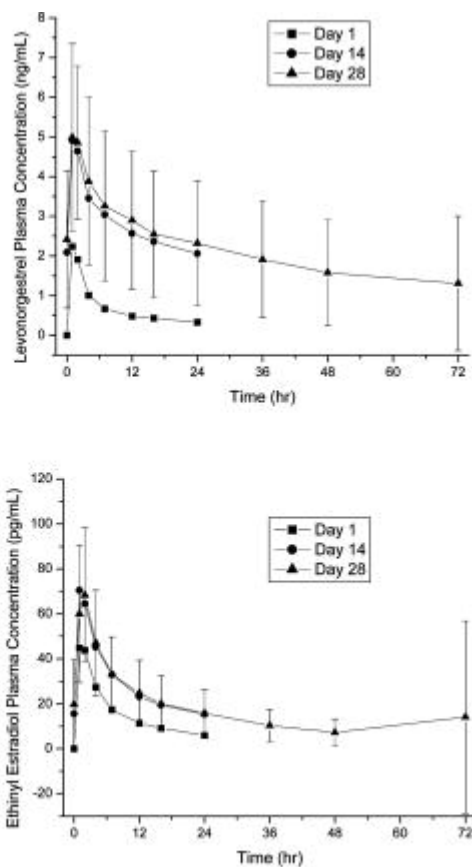 Levonorgestrel Plasma Concentration (ng/mL)
8
7
6
5
4
3
2
1
0
Day 1
Day 14
Day 28
0 12 24 36 48 60 72
Time (hr)
Ethinyl Estradiol Plasma Concentration (pg/mL)
120
100
80
60
40
20
0
-20
Day 1
Day 14
Day 28
0 12 24 36 48 60 72
Time (hr)